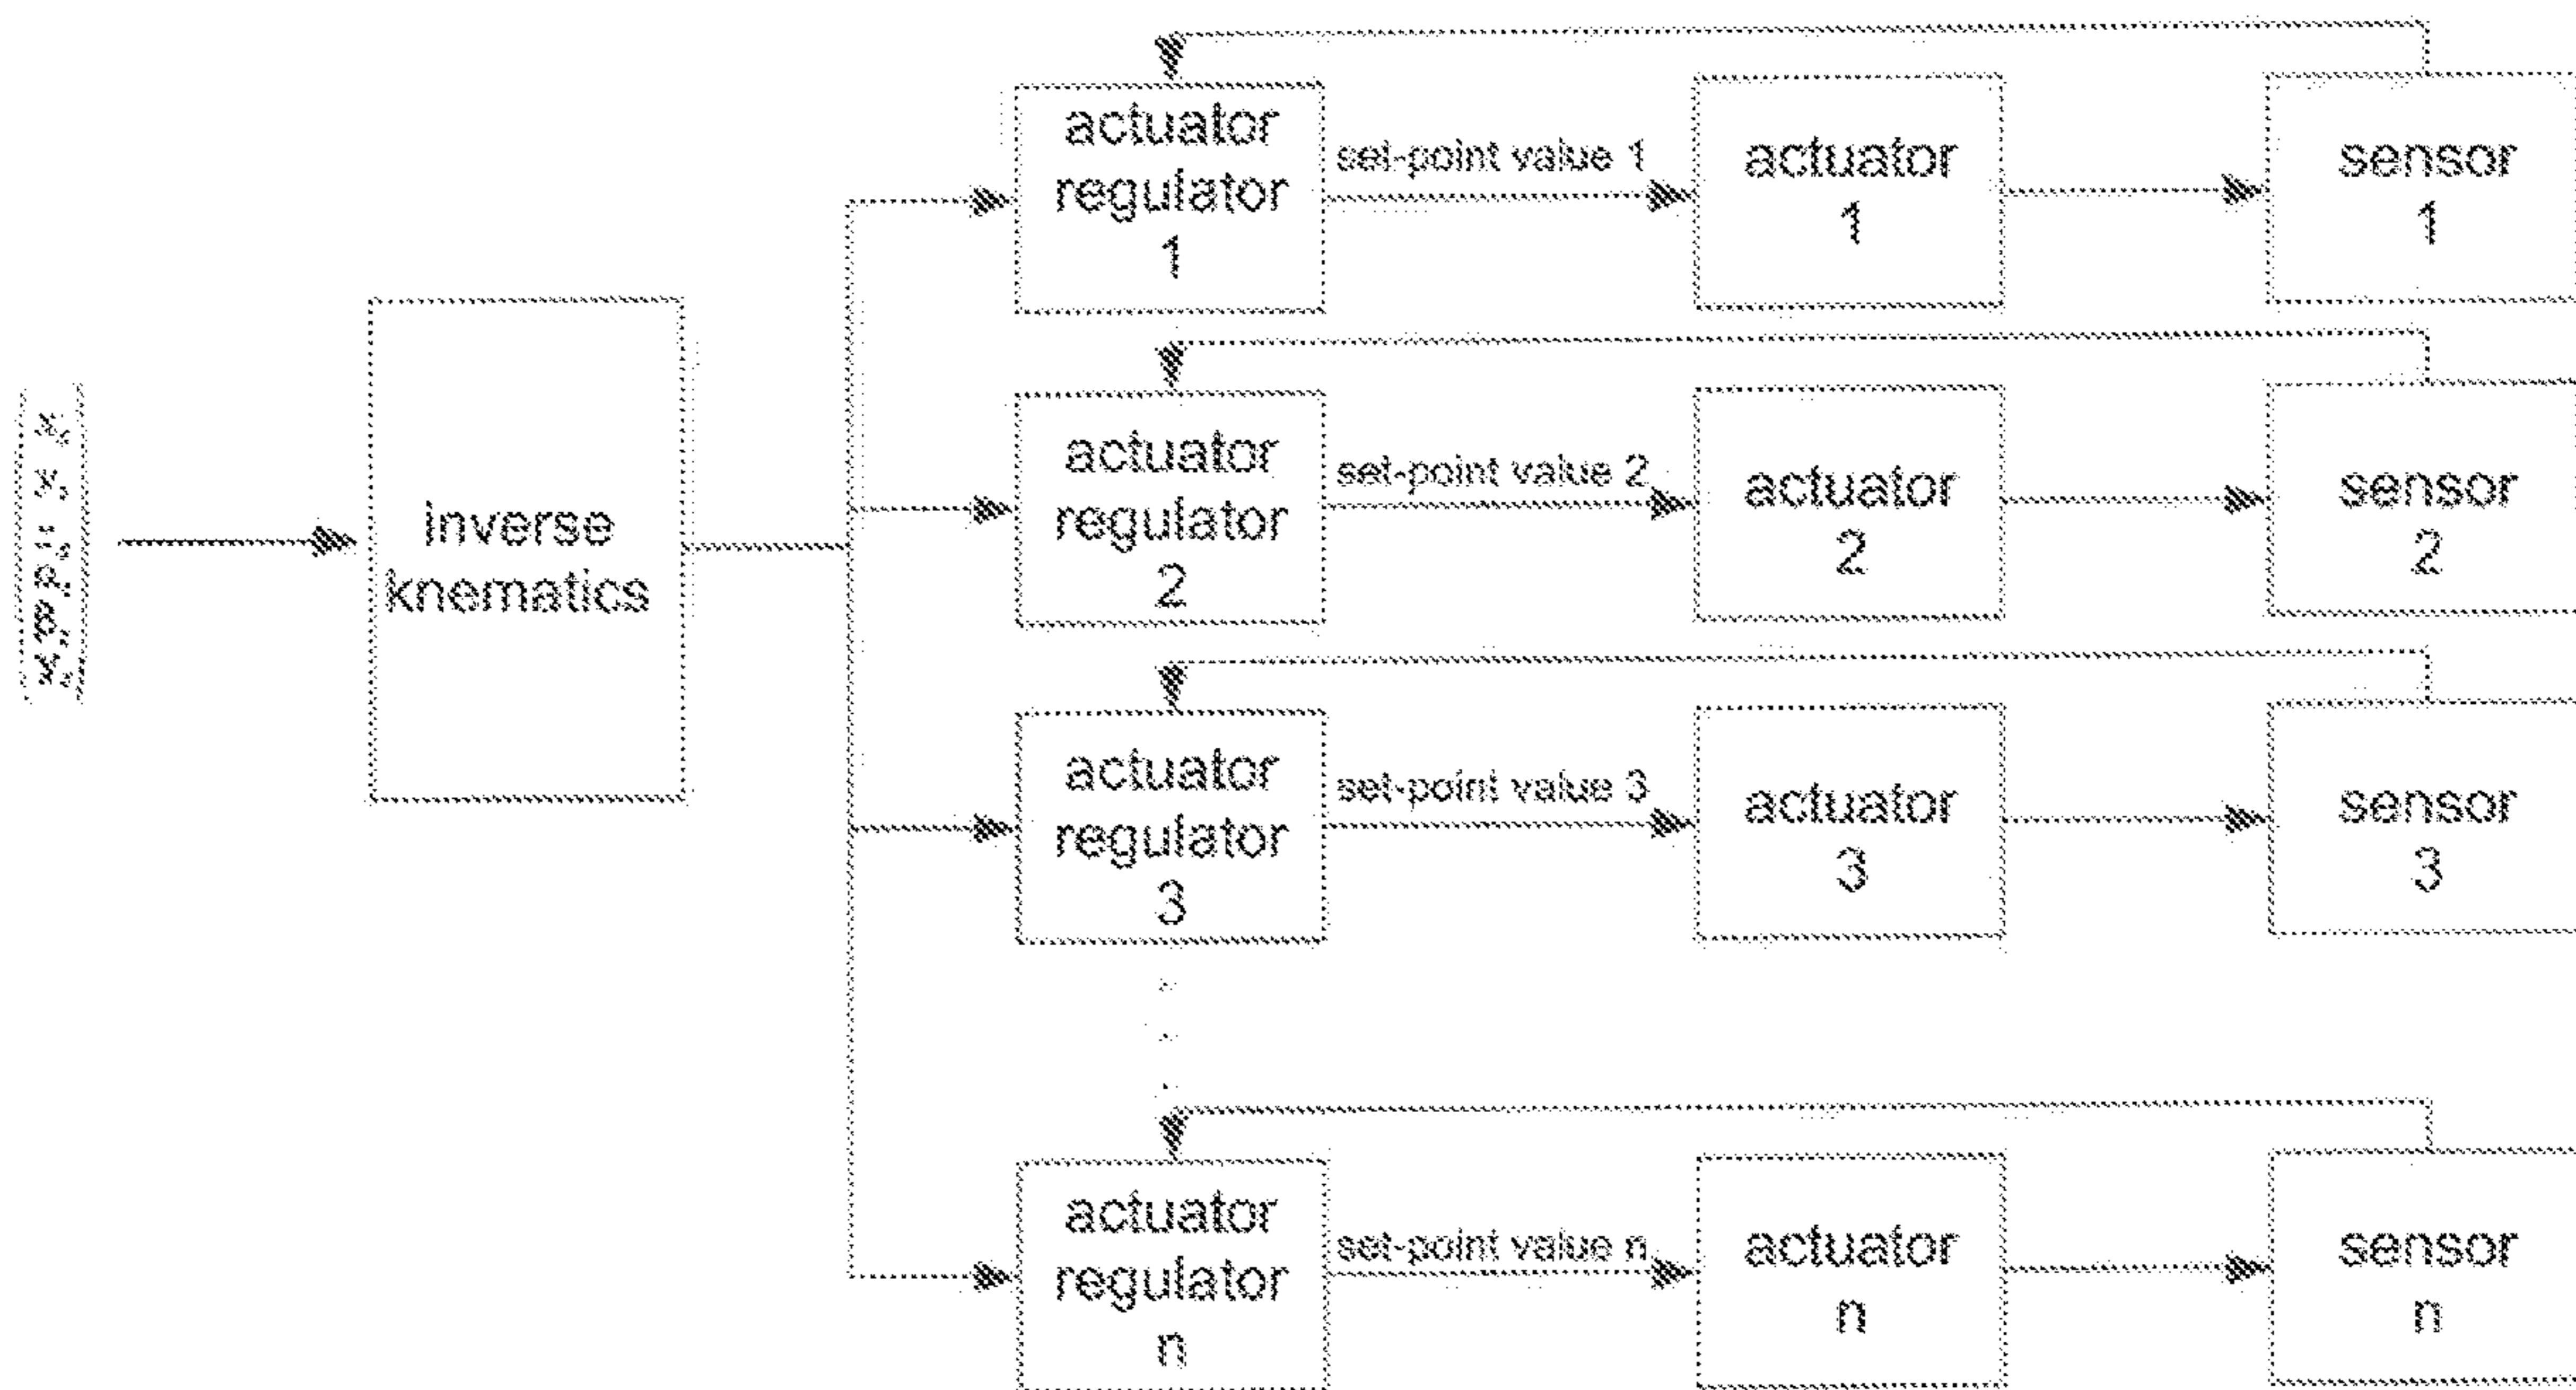 inverse
knematics
actuator
regulator
1
set-point value 1
actuator
1
sensor
1
actuator
regulator
2
set-point value 2
actuator
2
sensor
2
actuator
regulator
3
set-point value 3
actuator
3
sensor
3
actuator
regulator
n
set-point value n
actuator
n
sensor
n